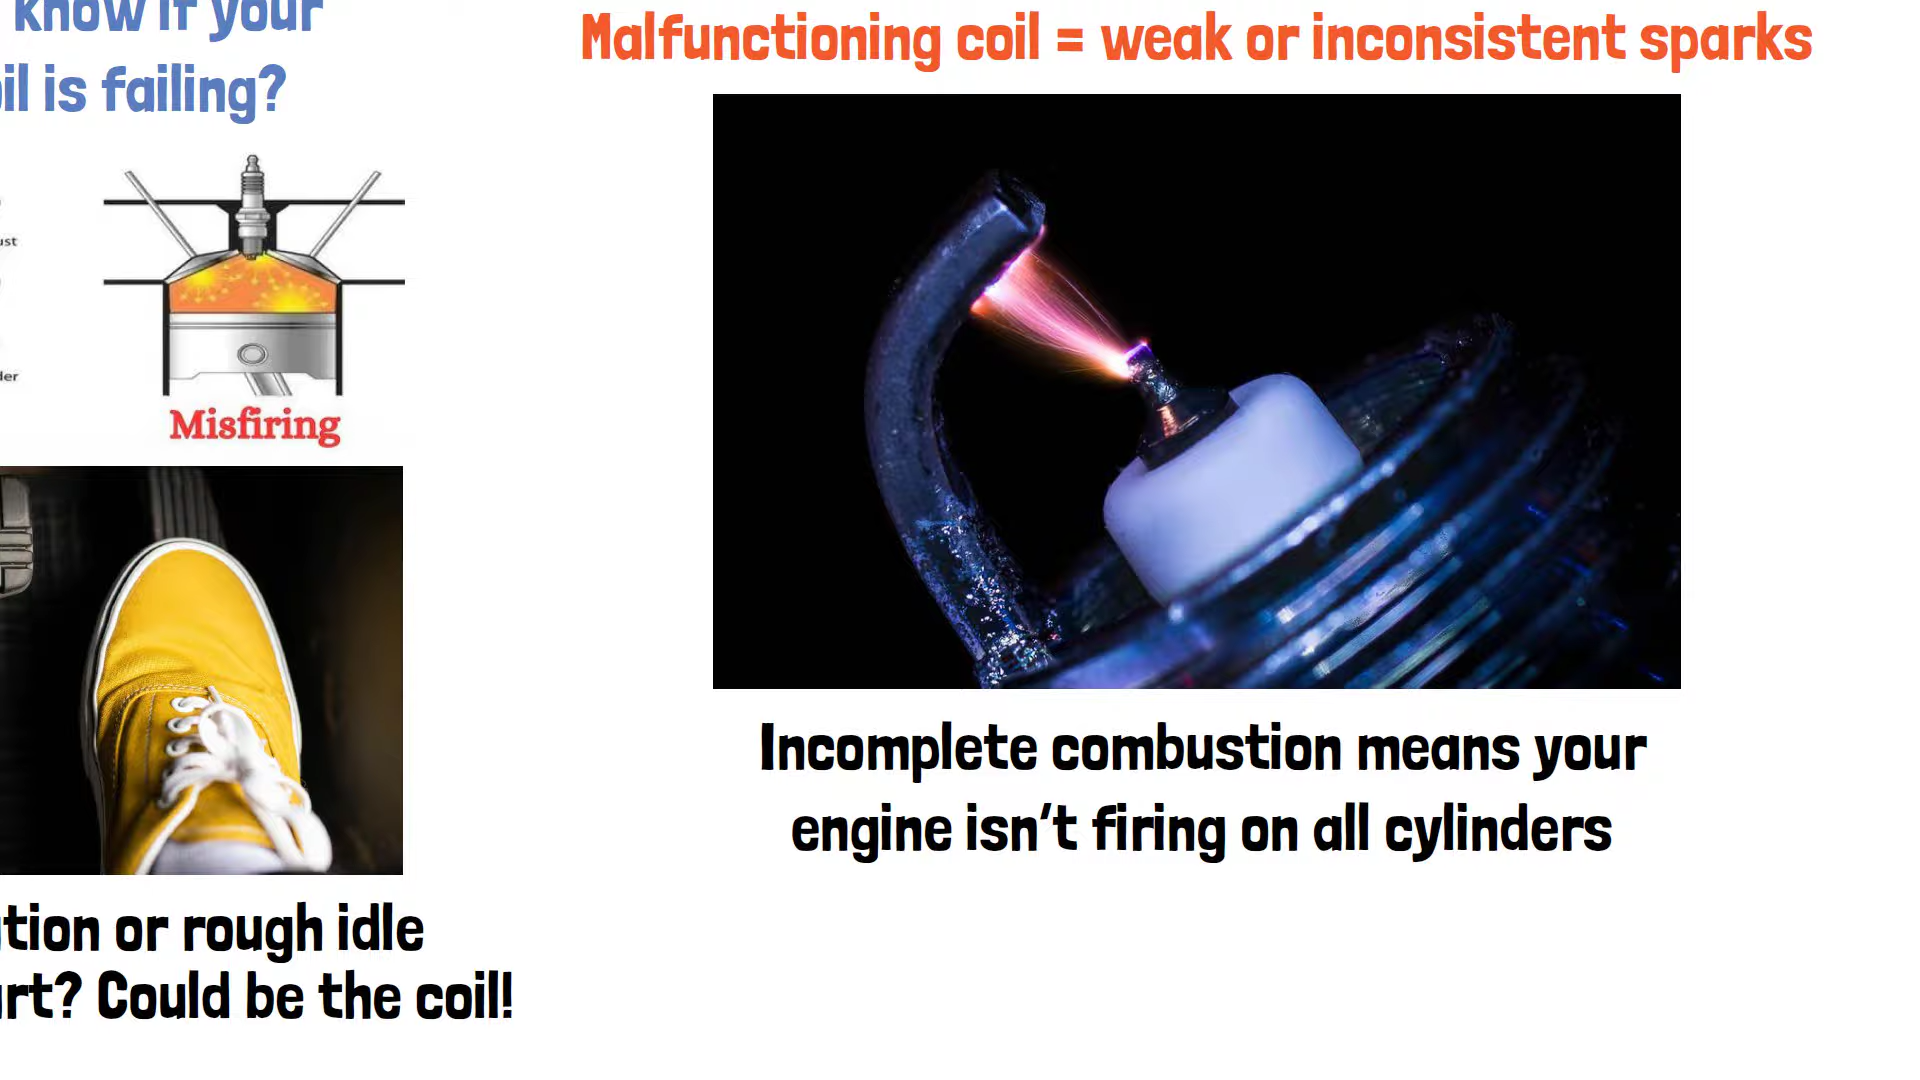 know if your
il is failing?
Misfiring
tion or rough idle
rt? Could be the coil!
Malfunctioning coil = weak or inconsistent sparks
Incomplete combustion means your
engine isn't firing on all cylinders